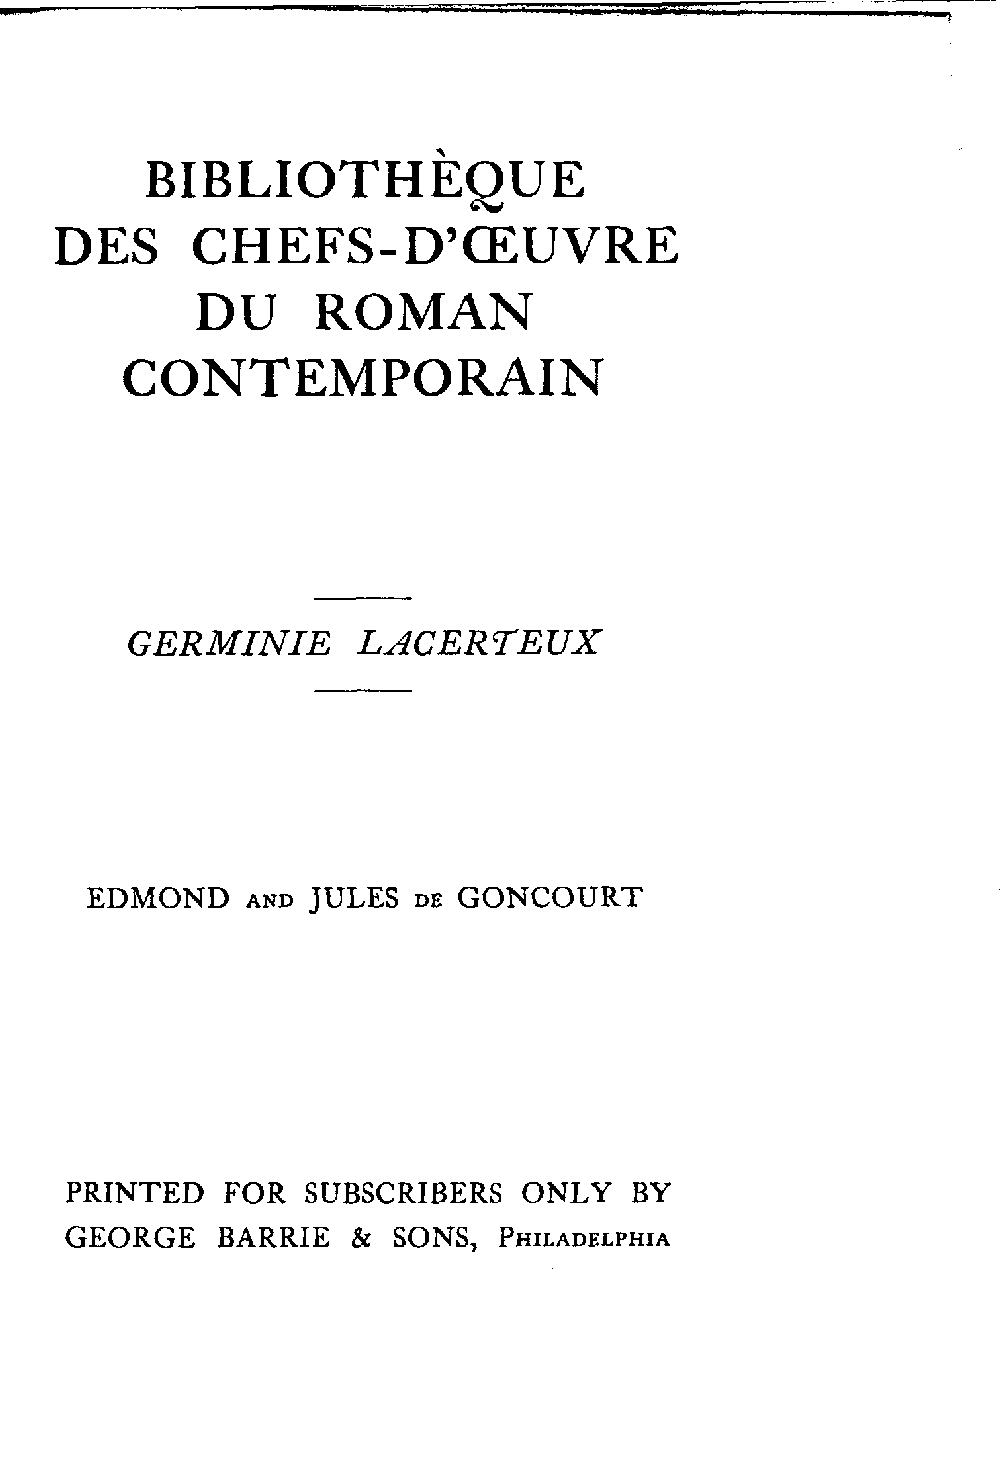 BIBLIOTHÈQUE
DES CHEFS-D'ŒUVRE
DU ROMAN
CONTEMPORAIN
GERMINIE LACERTEUX
EDMOND AND JULES DE GONCOURT
PRINTED FOR SUBSCRIBERS ONLY BY
GEORGE BARRIE & SONS, PHILADELPHIA